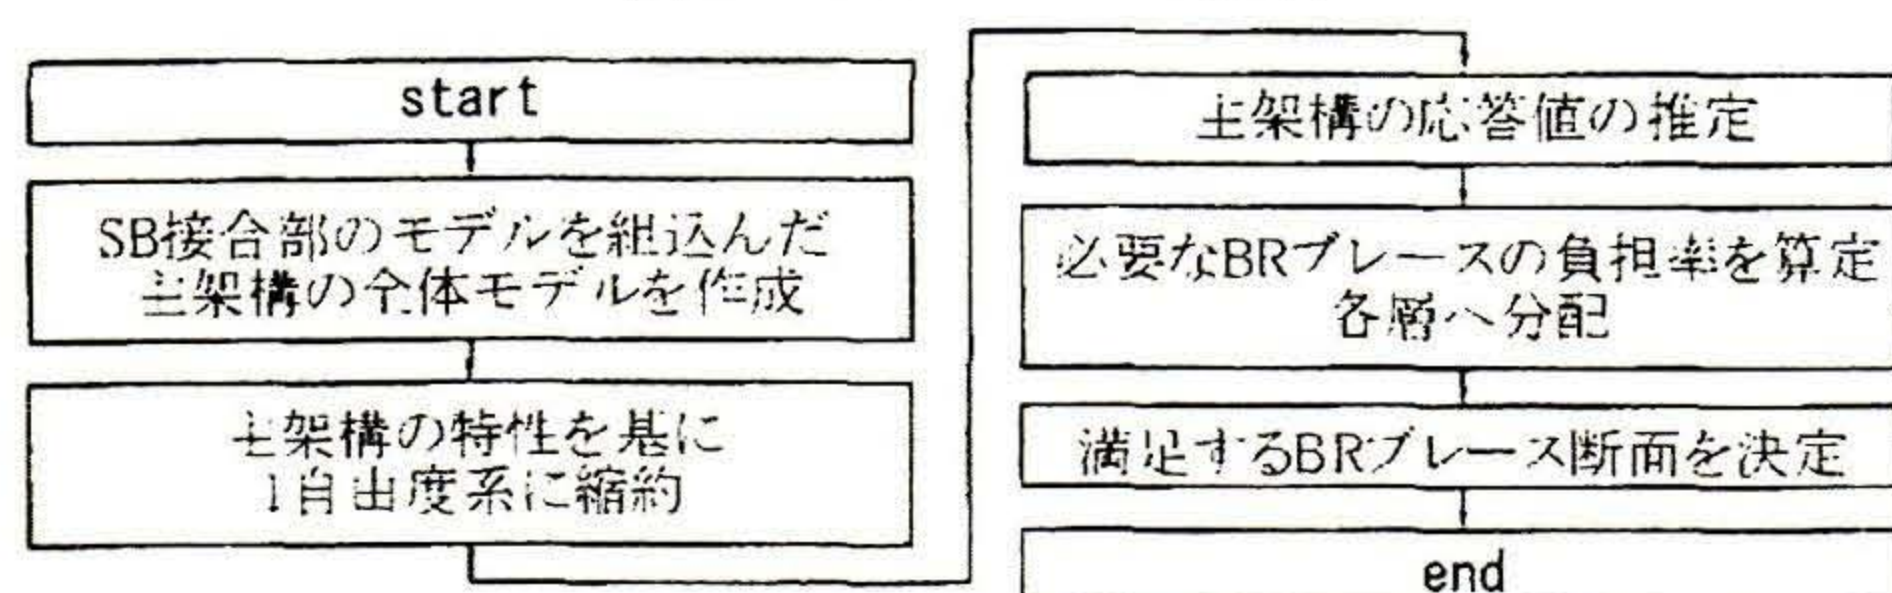 start
SB接合部のモデルを組込んだ
主架構の全体モデルを作成
主架構の特性を基に
1自由度系に縮約
主架構の応答値の推定
必要なBRブレースの負担率を算定
各層へ分配
満足するBRブレース断面を決定
end